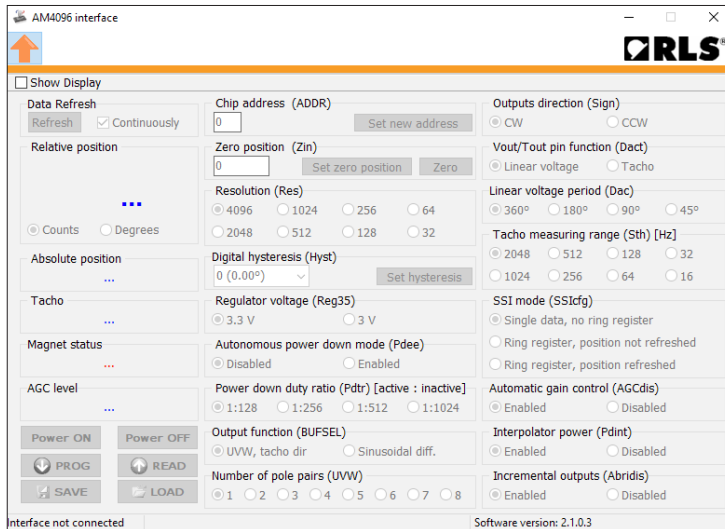 AM4096 interface
RLS®
Show Display
Data Refresh
Refresh Continuously
Relative position
...
Counts Degrees
Absolute position
...
Tacho
...
Magnet status
...
AGC level
...
Power ON Power OFF
PROG READ
SAVE LOAD
Chip address (ADDR)
0 Set new address
Zero position (Zin)
0 Set zero position Zero
Resolution (Res)
4096 1024 256 64
2048 512 128 32
Digital hysteresis (Hyst)
0 (0.00°) Set hysteresis
Regulator voltage (Reg35)
3.3 V 3 V
Autonomous power down mode (Pdee)
Disabled Enabled
Power down duty ratio (Pdtr) [active : inactive]
1:128 1:256 1:512 1:1024
Output function (BUFSEL)
UVW, tacho dir Sinusoidal diff.
Number of pole pairs (UVW)
1 2 3 4 5 6 7 8
Outputs direction (Sign)
CW CCW
Vout/Tout pin function (Dact)
Linear voltage Tacho
Linear voltage period (Dac)
360° 180° 90° 45°
Tacho measuring range (Sth) [Hz]
2048 512 128 32
1024 256 64 16
SSI mode (SSIcfg)
Single data, no ring register
Ring register, position not refreshed
Ring register, position refreshed
Automatic gain control (AGCdis)
Enabled Disabled
Interpolator power (Pdint)
Enabled Disabled
Incremental outputs (Abridis)
Enabled Disabled
Interface not connected
Software version: 2.1.0.3